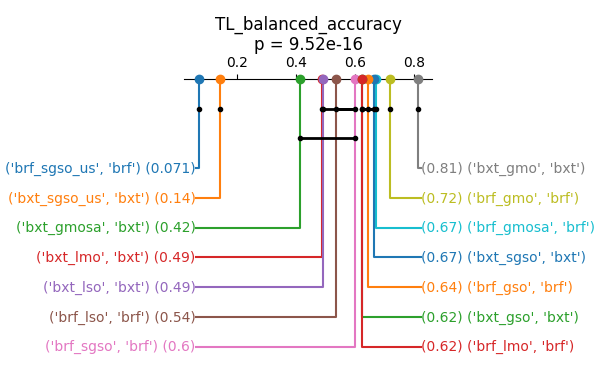 TL_balanced_accuracy
p = 9.52e-16
0.2 0.4 0.6 0.8
('brf_sgso_us', 'brf') (0.071)
('bxt_sgso_us', 'bxt') (0.14)
('bxt_gmosa', 'bxt') (0.42)
('bxt_lmo', 'bxt') (0.49)
('bxt_lso', 'bxt') (0.49)
('brf_lso', 'brf') (0.54)
('brf_sgso', 'brf') (0.6)
(0.81) ('bxt_gmo', 'bxt')
(0.72) ('brf_gmo', 'brf')
(0.67) ('brf_gmosa', 'brf')
(0.67) ('bxt_sgso', 'bxt')
(0.64) ('brf_gso', 'brf')
(0.62) ('bxt_gso', 'bxt')
(0.62) ('brf_lmo', 'brf')